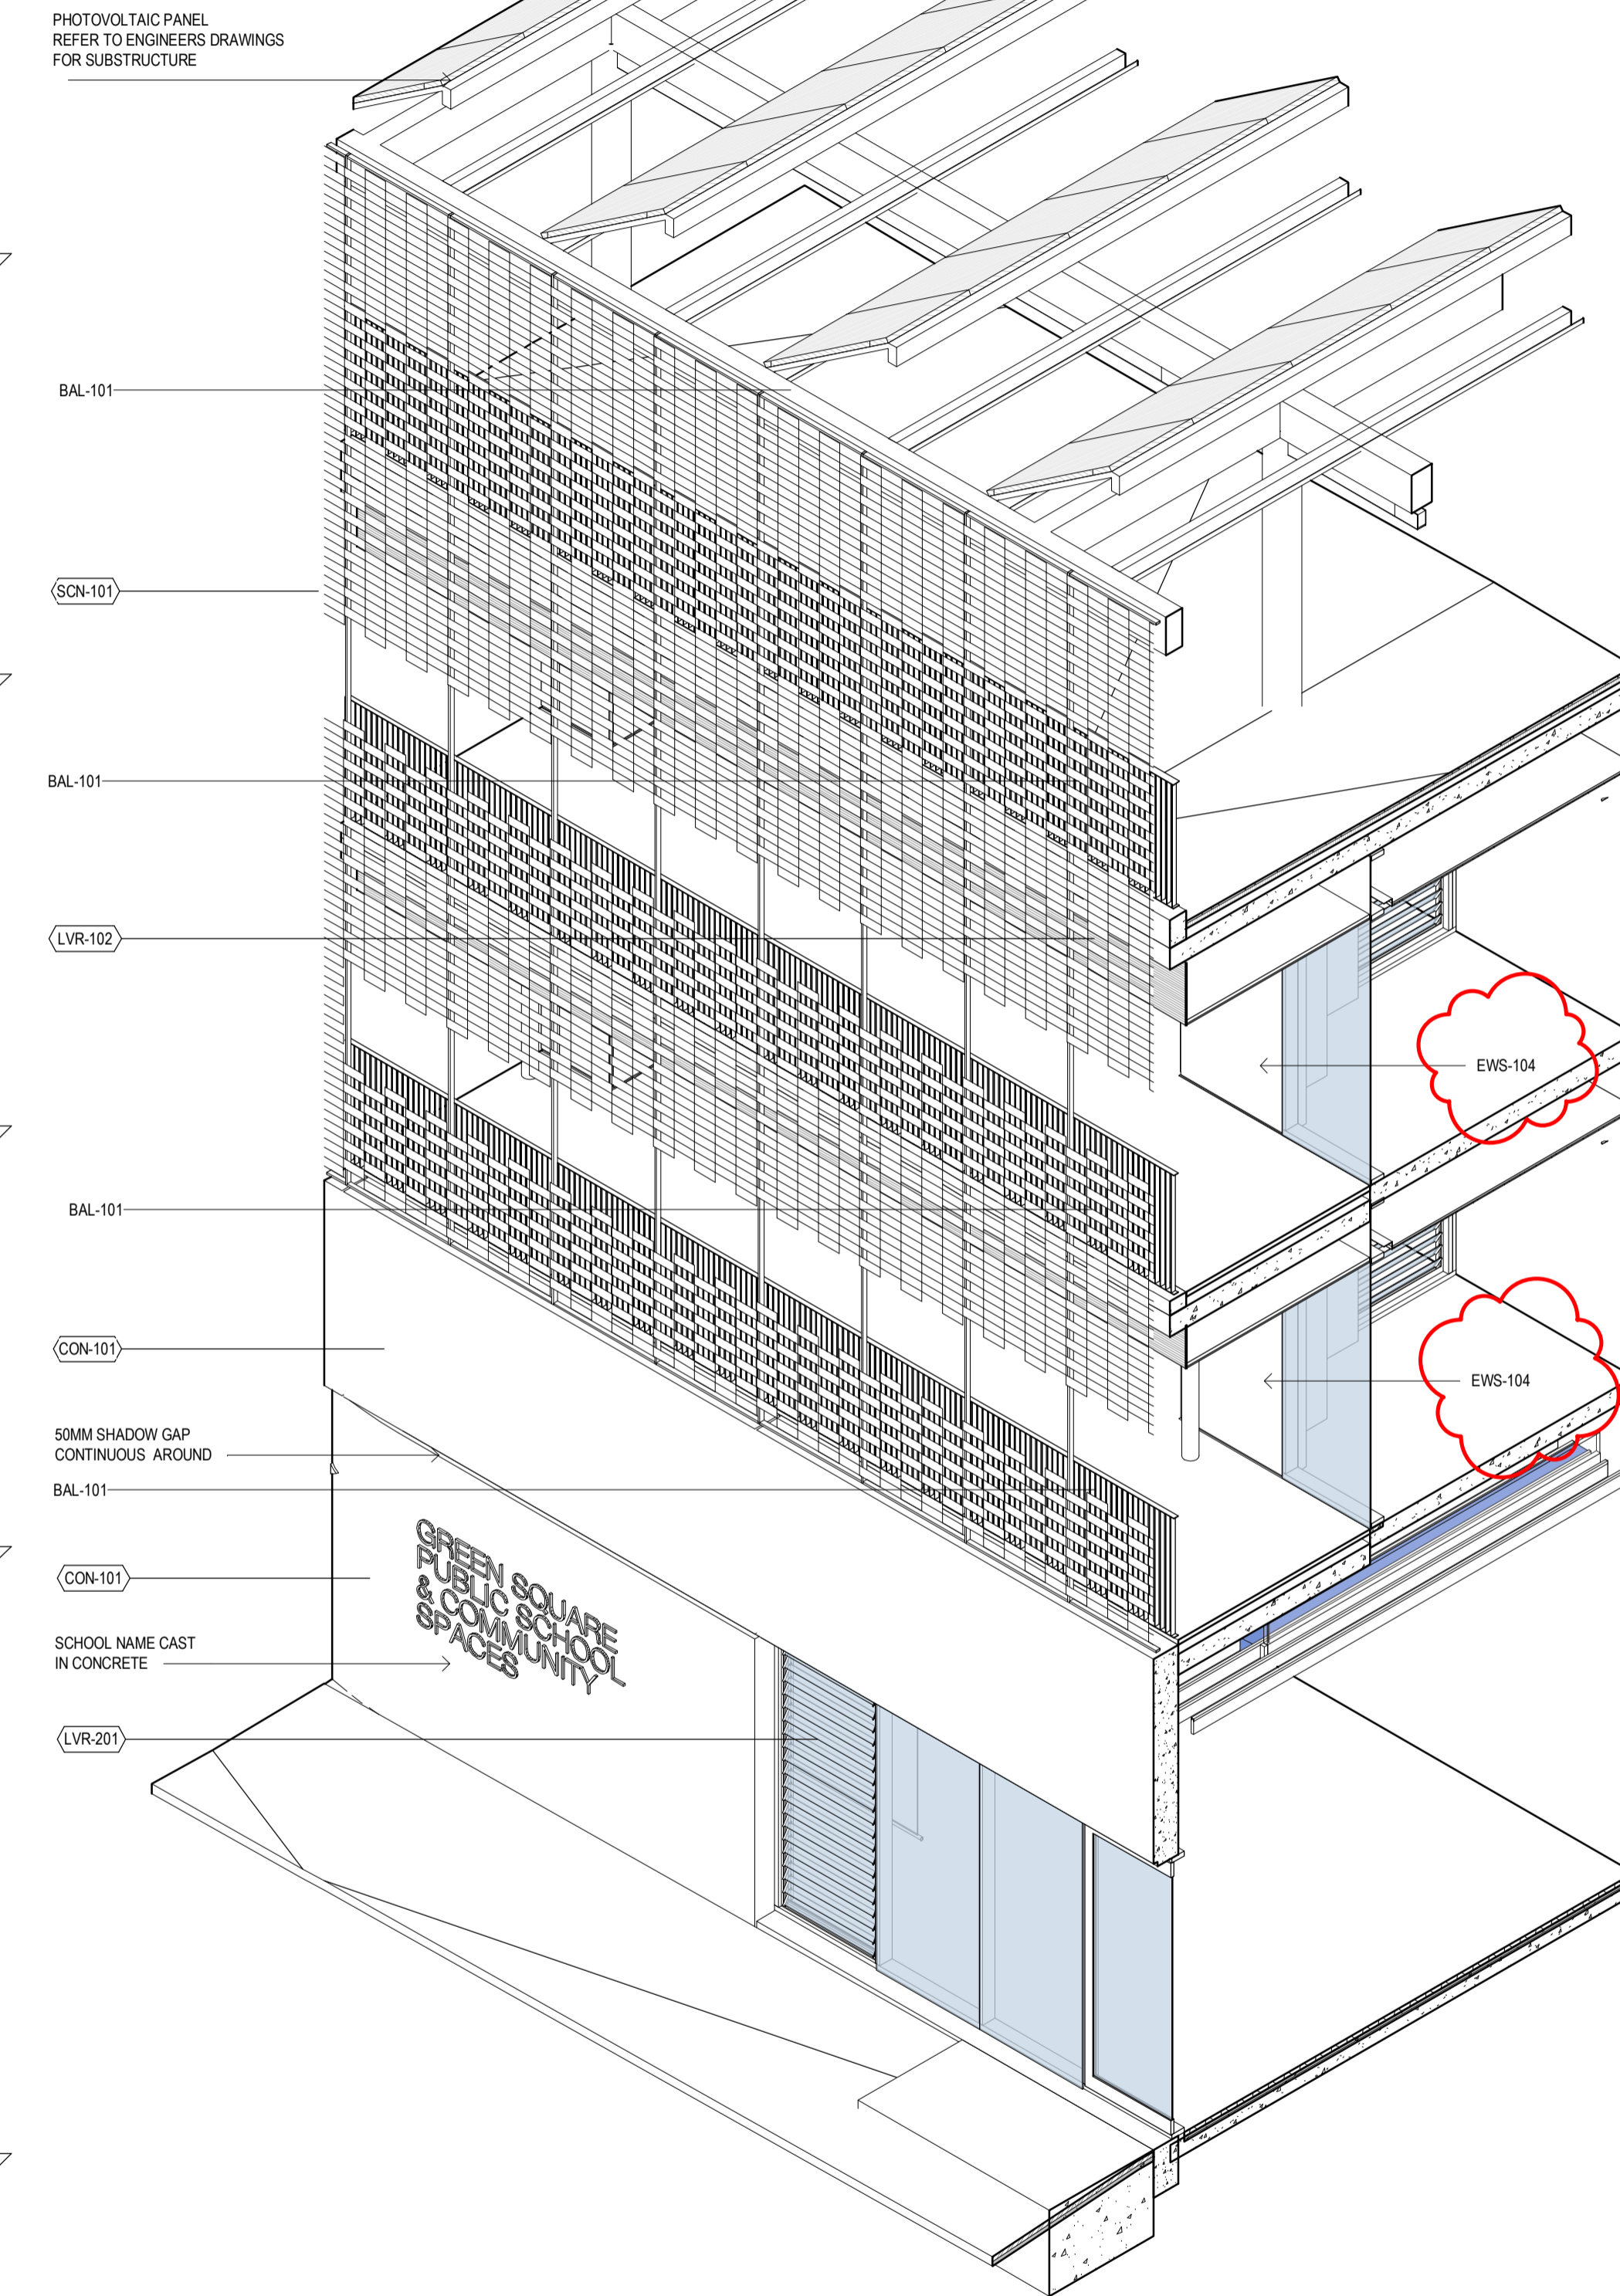 PHOTOVOLTAIC PANEL
REFER TO ENGINEERS DRAWINGS
FOR SUBSTRUCTURE
BAL-101
SCN-101
BAL-101
LVR-102
EWS-104
BAL-101
CON-101
EWS-104
50MM SHADOW GAP
CONTINUOUS AROUND
BAL-101
GREEN SQUARE
PUBLIC SCHOOL
& COMMUNITY
SPACES
CON-101
SCHOOL NAME CAST
IN CONCRETE
LVR-201